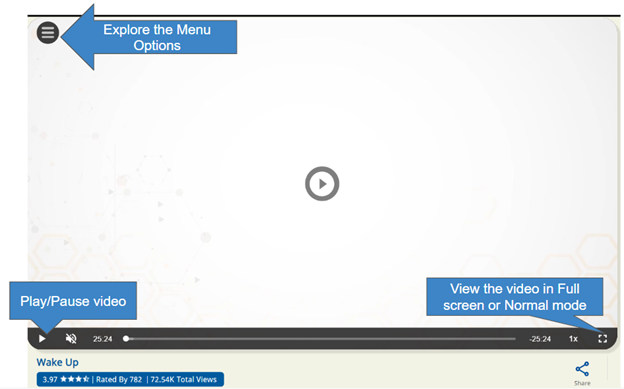 Explore the Menu
Options
Play/Pause video
View the video in Full
screen or Normal mode
25:24
-25:24
1x
Wake Up
3.97 ★★★⯪ | Rated By 782 | 72.54K Total Views
Share